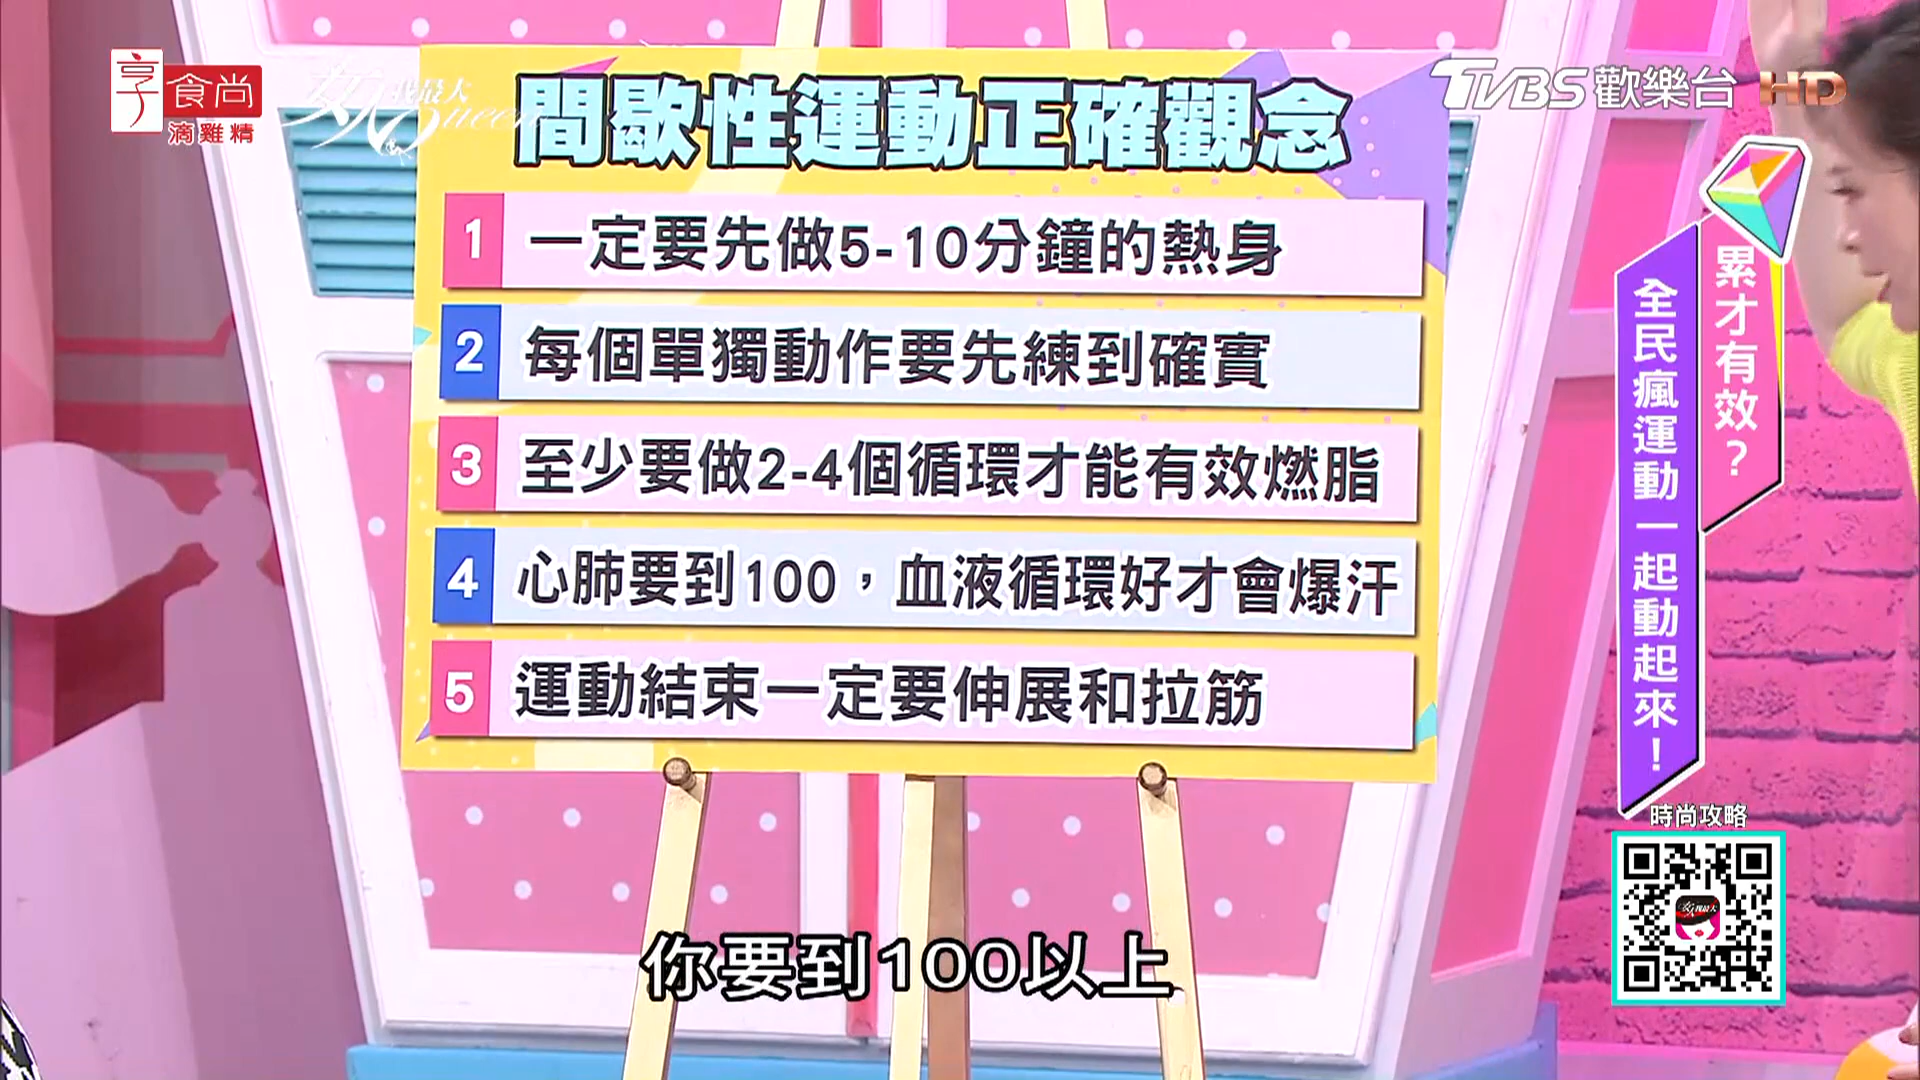 亨
食尚
滴雞精
女人我最大
Queen
TVBS歡樂台 HD
間歇性運動正確觀念
1 一定要先做5-10分鐘的熱身
2 每個單獨動作要先練到確實
3 至少要做2-4個循環才能有效燃脂
4 心肺要到100，血液循環好才會爆汗
5 運動結束一定要伸展和拉筋
累才有效？
全民瘋運動一起動起來！
時尚攻略
你要到100以上